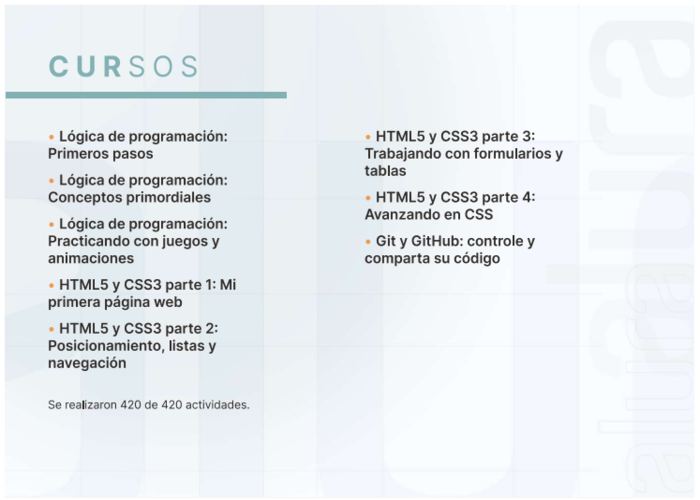 CURSOS
• Lógica de programación:
Primeros pasos
• Lógica de programación:
Conceptos primordiales
• Lógica de programación:
Practicando con juegos y
animaciones
• HTML5 y CSS3 parte 1: Mi
primera página web
• HTML5 y CSS3 parte 2:
Posicionamiento, listas y
navegación
• HTML5 y CSS3 parte 3:
Trabajando con formularios y
tablas
• HTML5 y CSS3 parte 4:
Avanzando en CSS
• Git y GitHub: controle y
comparta su código
Se realizaron 420 de 420 actividades.
alura
alura